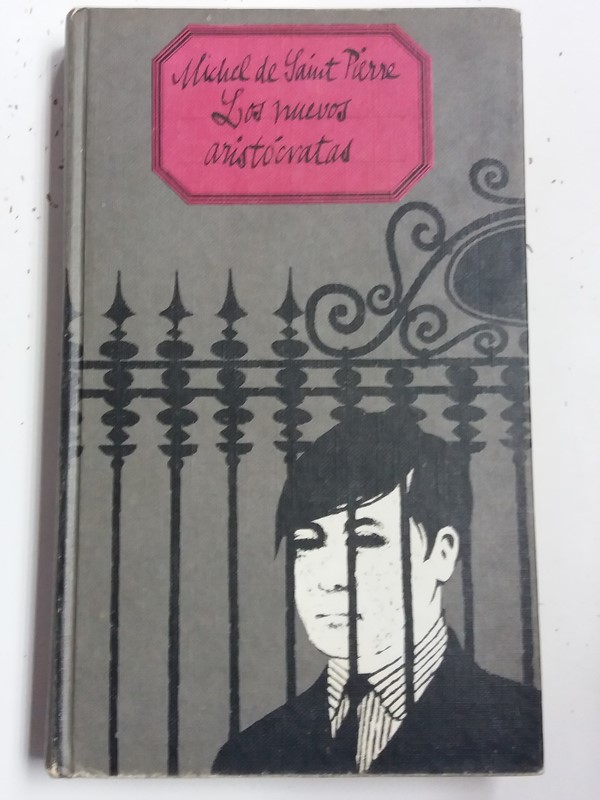 Michel de Saint Pierre
Los nuevos
aristócratas